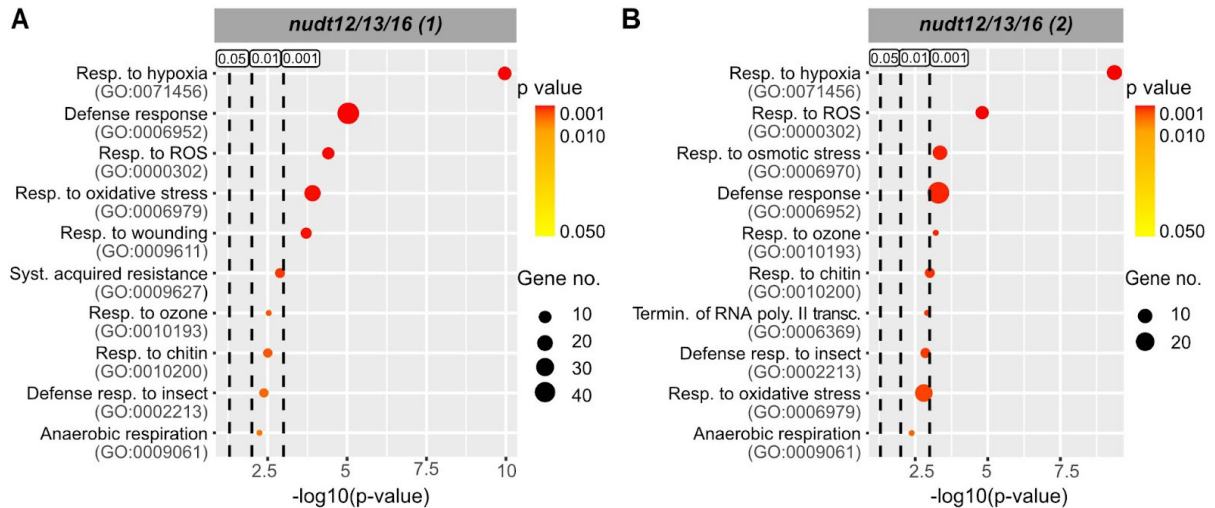 A
nudt12/13/16 (1)
0.05 0.01 0.001
Resp. to hypoxia
(GO:0071456)
Defense response
(GO:0006952)
Resp. to ROS
(GO:0000302)
Resp. to oxidative stress
(GO:0006979)
Resp. to wounding
(GO:0009611)
Syst. acquired resistance
(GO:0009627)
Resp. to ozone
(GO:0010193)
Resp. to chitin
(GO:0010200)
Defense resp. to insect
(GO:0002213)
Anaerobic respiration
(GO:0009061)
2.5 5 7.5 10
-log10(p-value)
p value
0.001
0.010
0.050
Gene no.
10
20
30
40
B
nudt12/13/16 (2)
0.05 0.01 0.001
Resp. to hypoxia
(GO:0071456)
Resp. to ROS
(GO:0000302)
Resp. to osmotic stress
(GO:0006970)
Defense response
(GO:0006952)
Resp. to ozone
(GO:0010193)
Resp. to chitin
(GO:0010200)
Termin. of RNA poly. II transc.
(GO:0006369)
Defense resp. to insect
(GO:0002213)
Resp. to oxidative stress
(GO:0006979)
Anaerobic respiration
(GO:0009061)
2.5 5 7.5
-log10(p-value)
p value
0.001
0.010
0.050
Gene no.
10
20